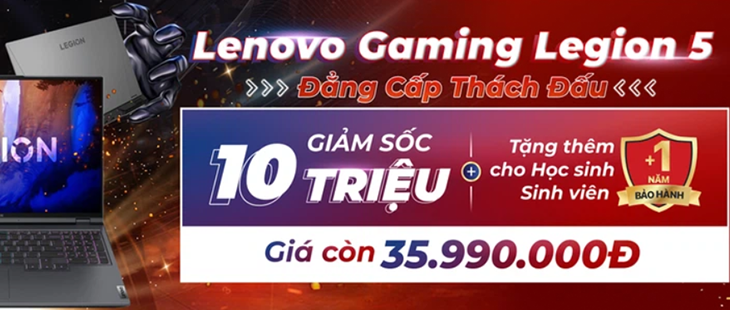 LEGION
Lenovo Gaming Legion 5
>>> Đẳng Cấp Thách Đấu <<<
GIẢM SỐC
10 TRIỆU
+
Tặng thêm
cho Học sinh
Sinh viên
+1
NĂM
BẢO HÀNH
GION
Giá còn 35.990.000Đ